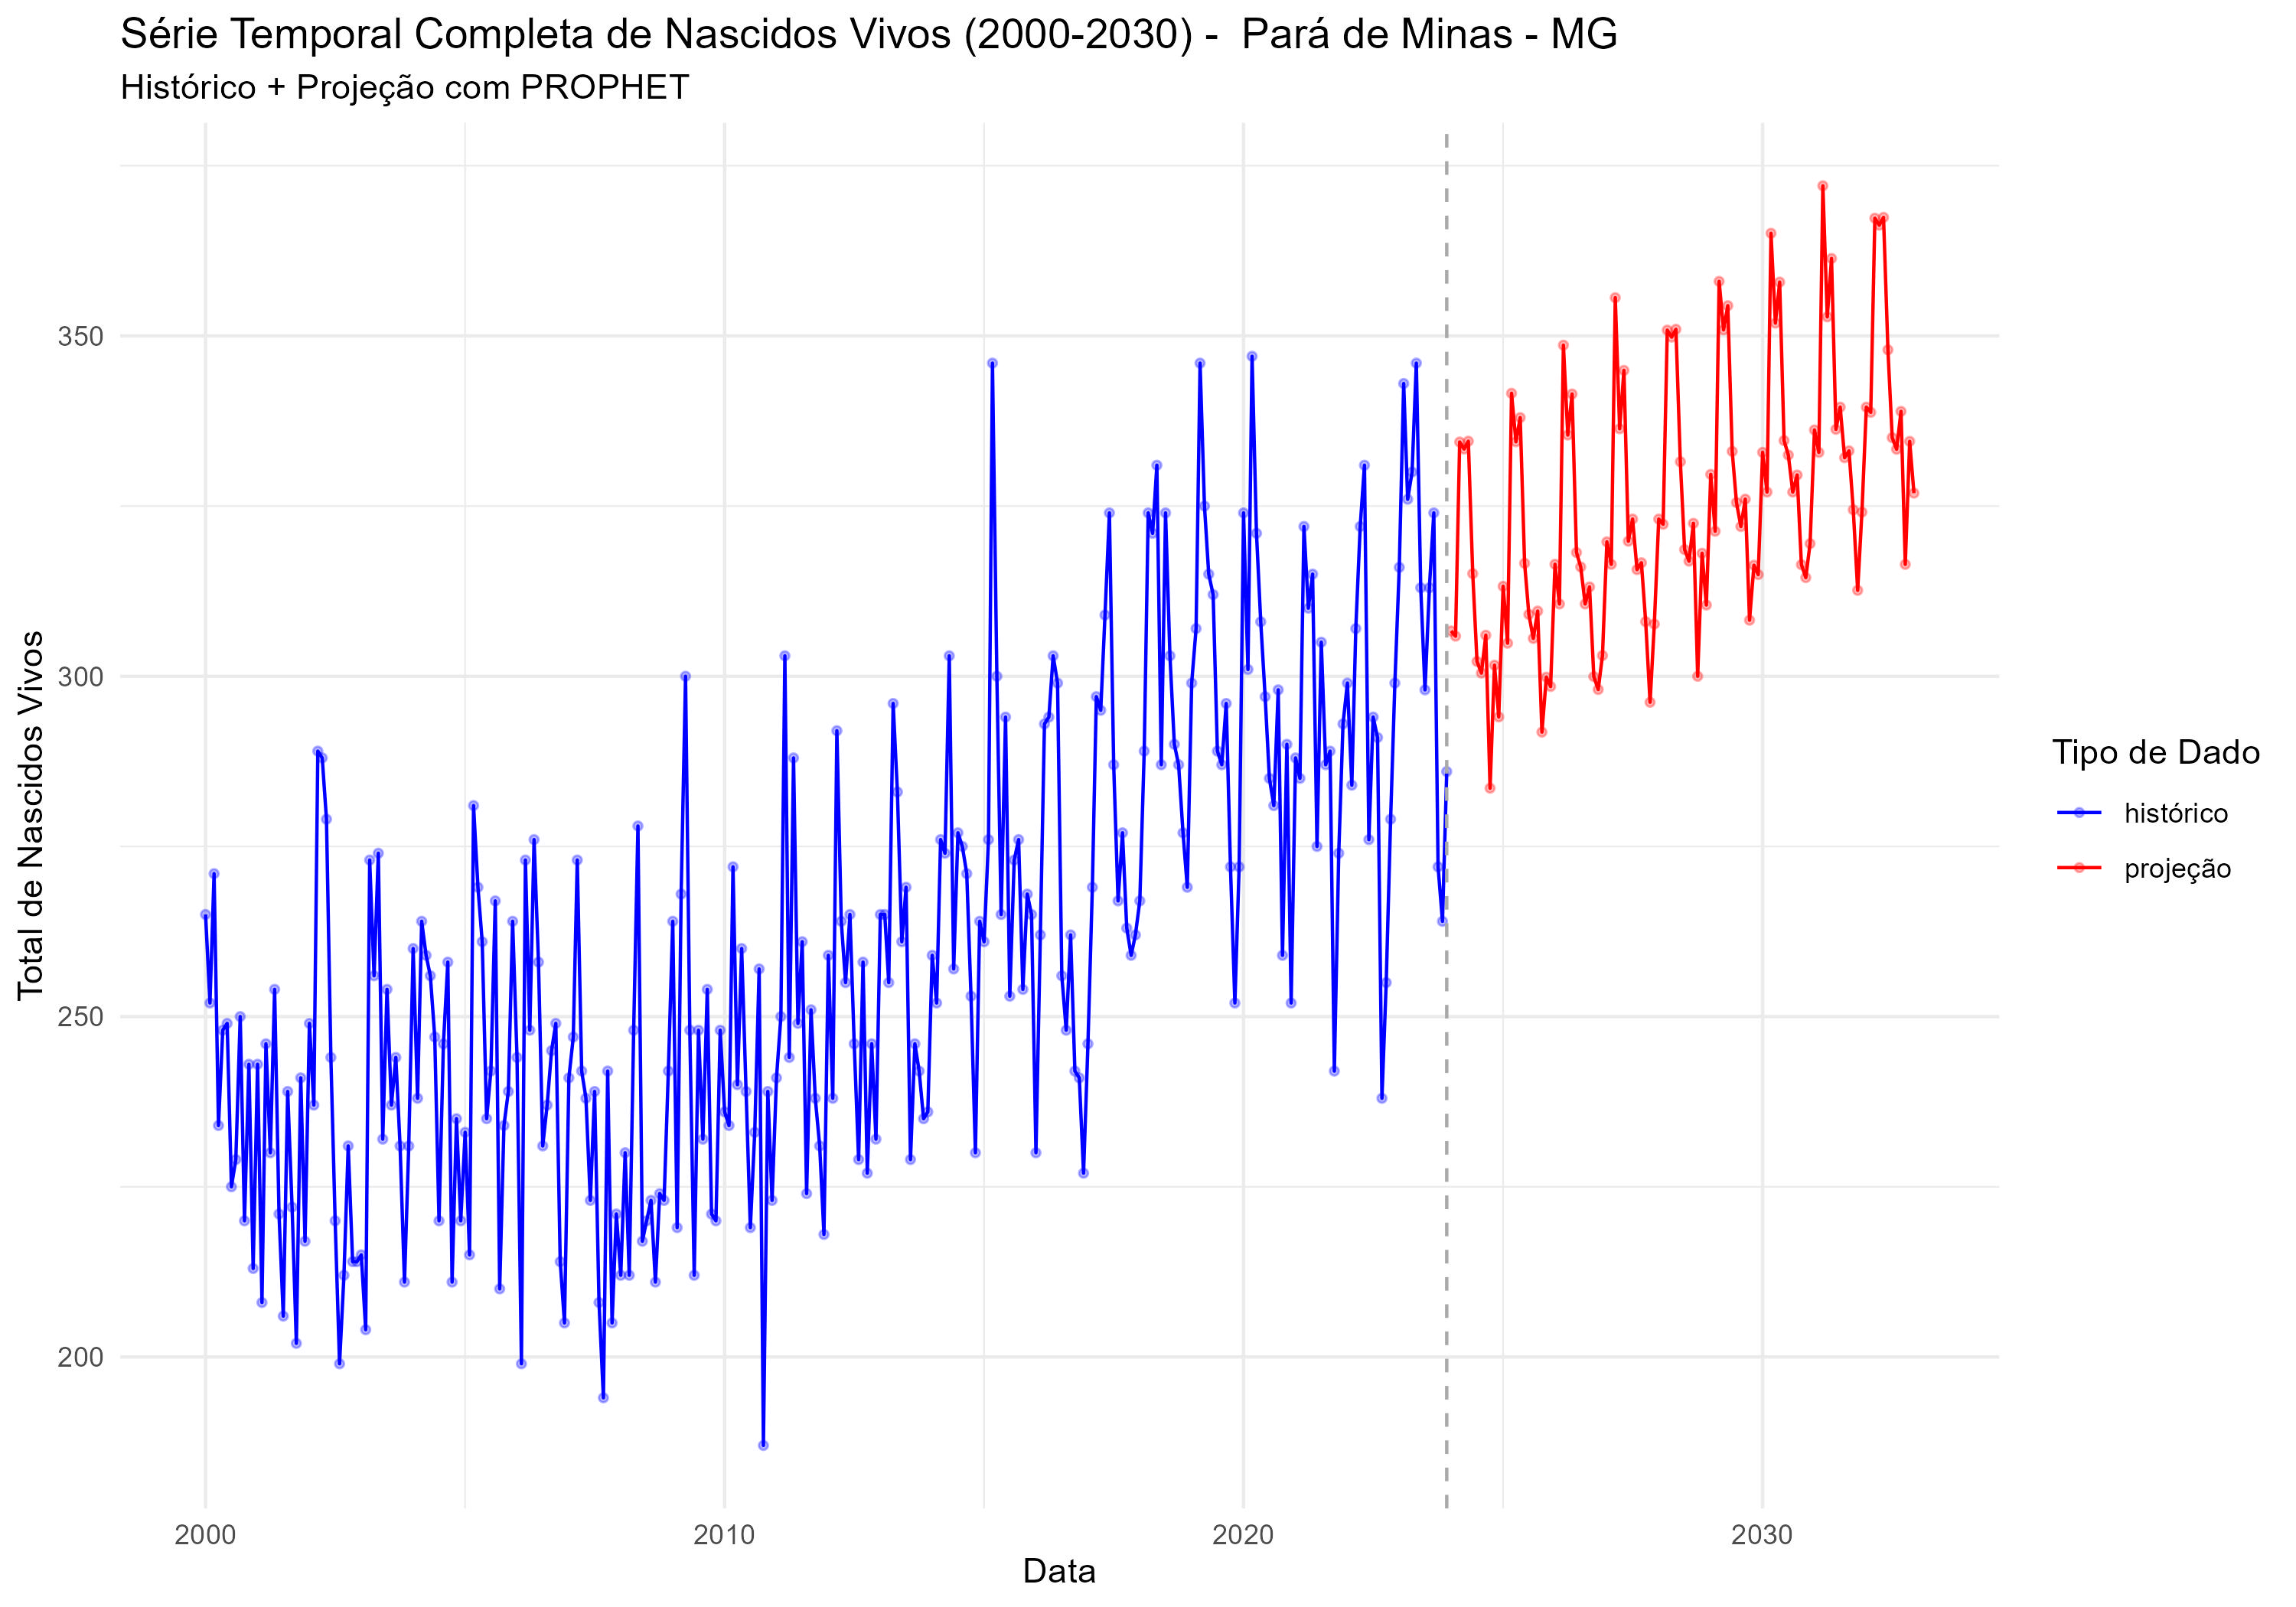 Série Temporal Completa de Nascidos Vivos (2000-2030) -  Pará de Minas - MG
Histórico + Projeção com PROPHET
Total de Nascidos Vivos
350
300
250
200
2000
2010
2020
2030
Data
Tipo de Dado
histórico
projeção